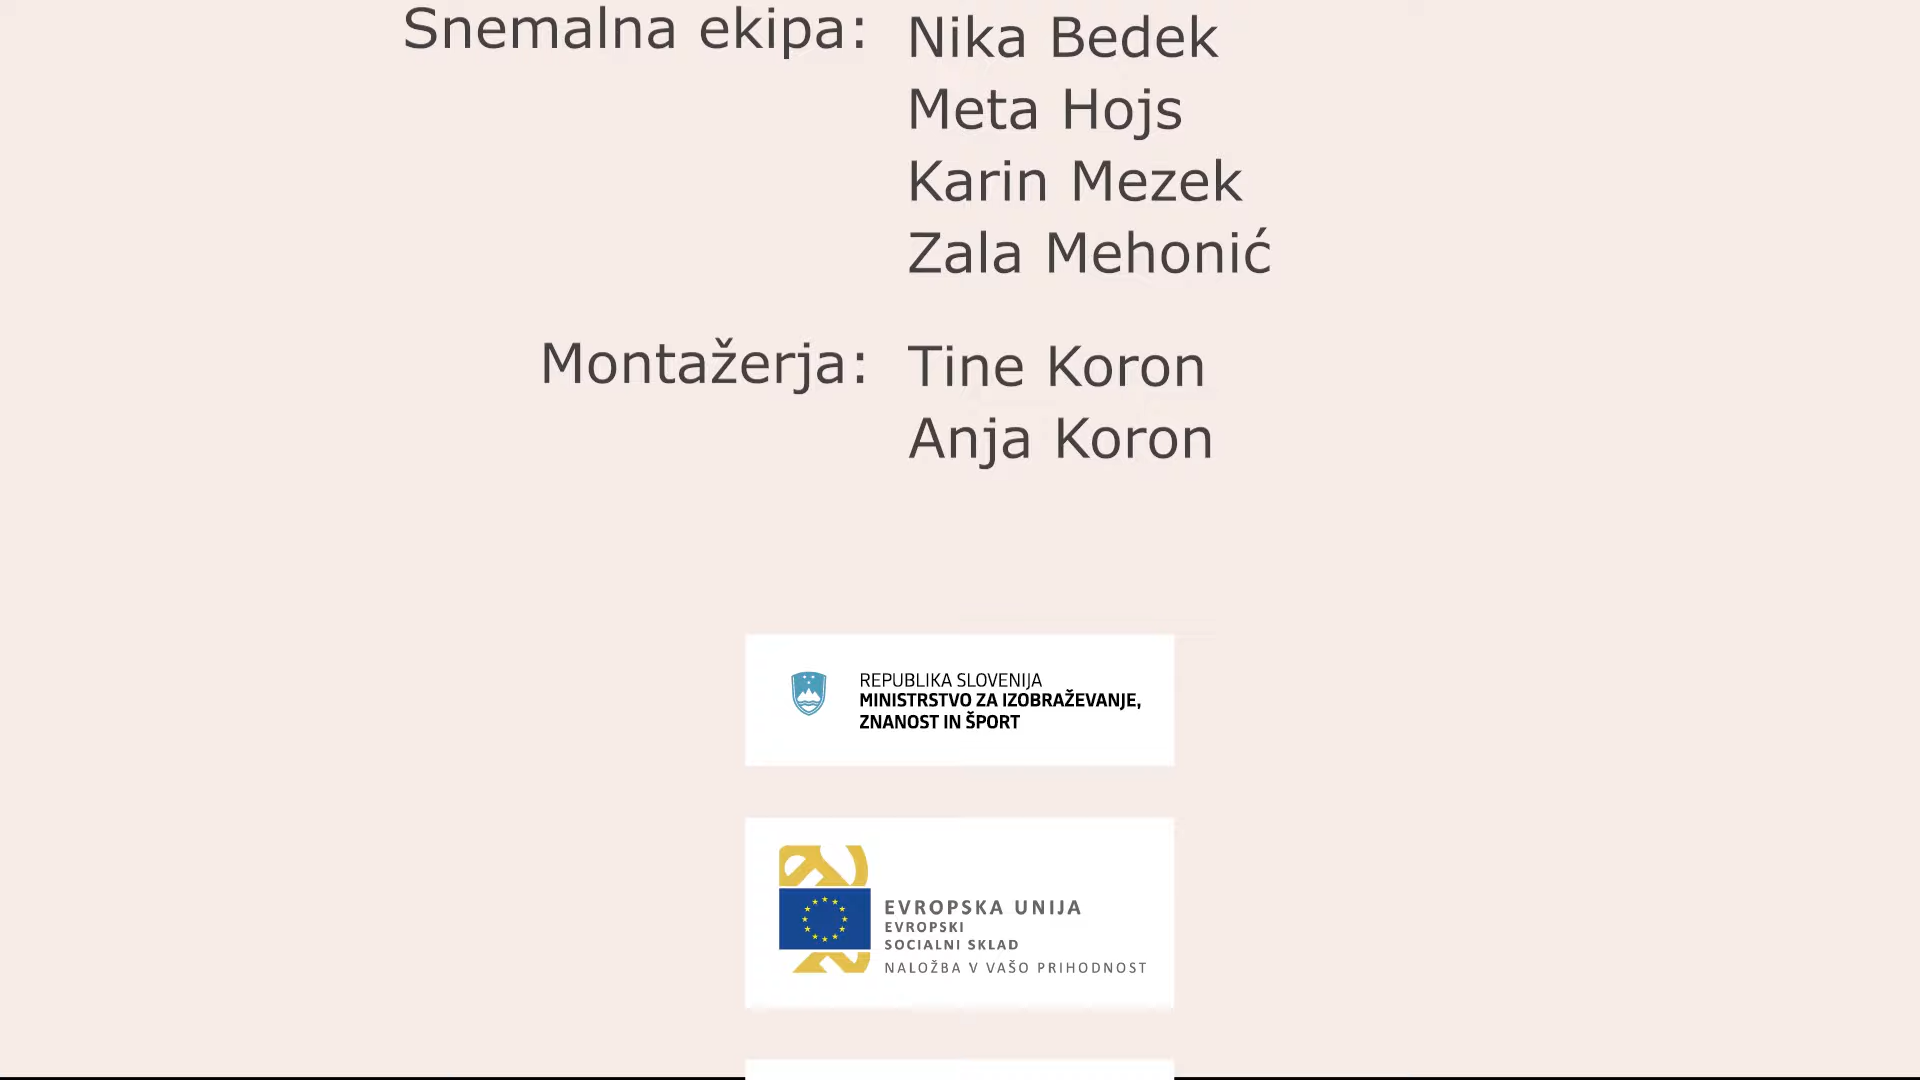 Snemalna ekipa: Nika Bedek
Meta Hojs
Karin Mezek
Zala Mehonić
Montažerja: Tine Koron
Anja Koron
REPUBLIKA SLOVENIJA
MINISTRSTVO ZA IZOBRAŽEVANJE,
ZNANOST IN ŠPORT
EVROPSKA UNIJA
EVROPSKI
SOCIALNI SKLAD
NALOŽBA V VAŠO PRIHODNOST